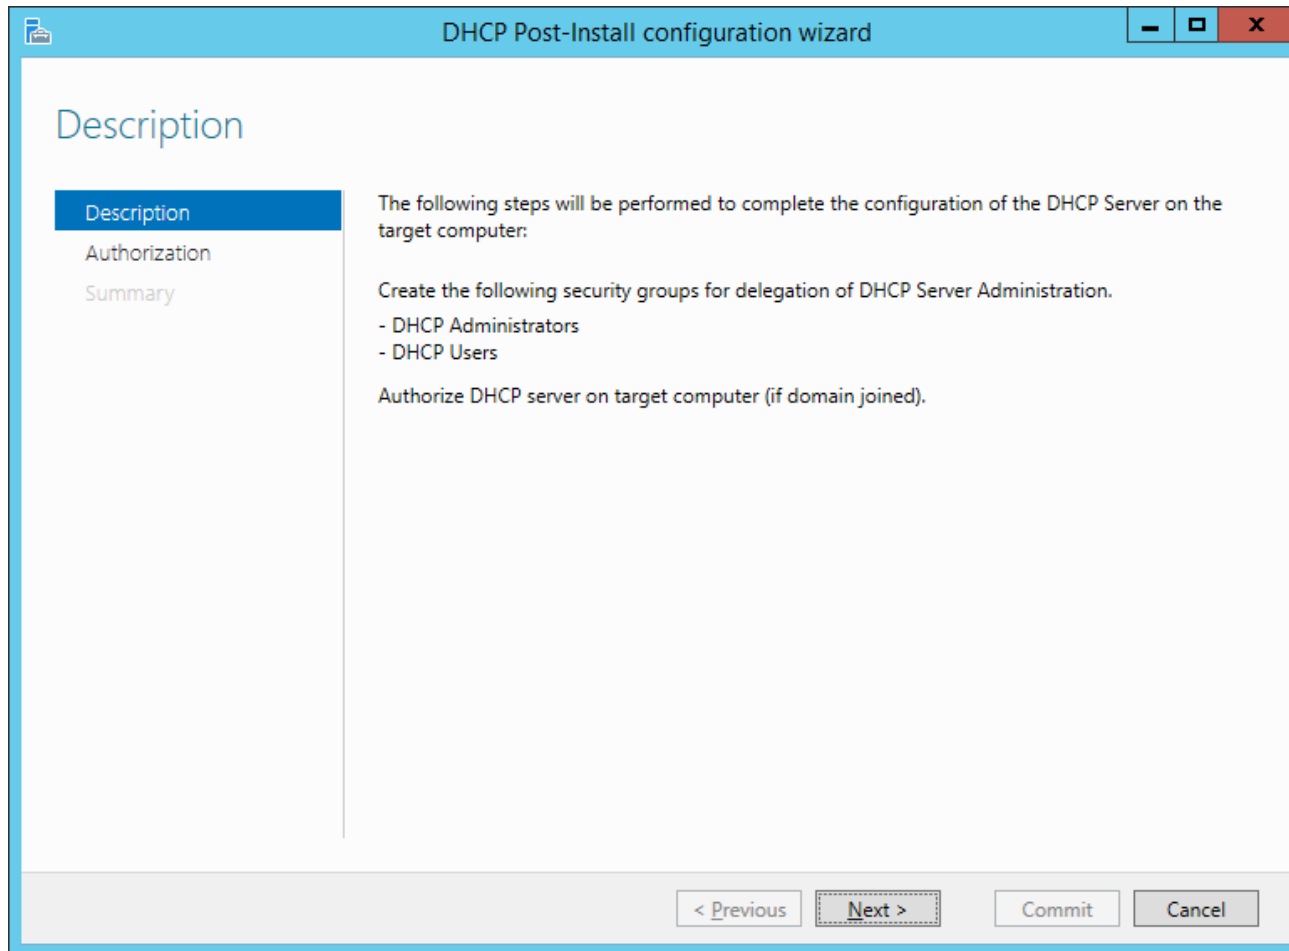 DHCP Post-Install configuration wizard
Description
Description
Authorization
Summary
The following steps will be performed to complete the configuration of the DHCP Server on the
target computer:
Create the following security groups for delegation of DHCP Server Administration.
- DHCP Administrators
- DHCP Users
Authorize DHCP server on target computer (if domain joined).
< Previous
Next >
Commit
Cancel